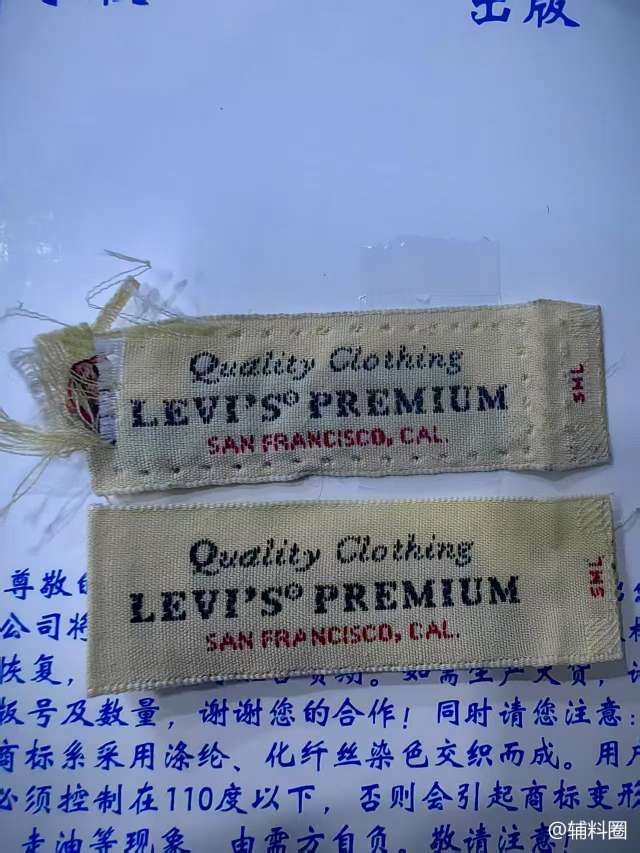 出版
Quality Clothing
LEVI'S® PREMIUM
SAN FRANCISCO, CAL.
SHL
Quality Clothing
LEVI'S® PREMIUM
SAN FRANCISCO, CAL.
SHL
尊敬
公司将
恢复，
版号及数量，谢谢您的合作！同时请您注意：
商标系采用涤纶、化纤丝染色交织而成。用户
必须控制在110度以下，否则会引起商标变形
走油等现象，由需方自负。敬请注意！
@辅料圈